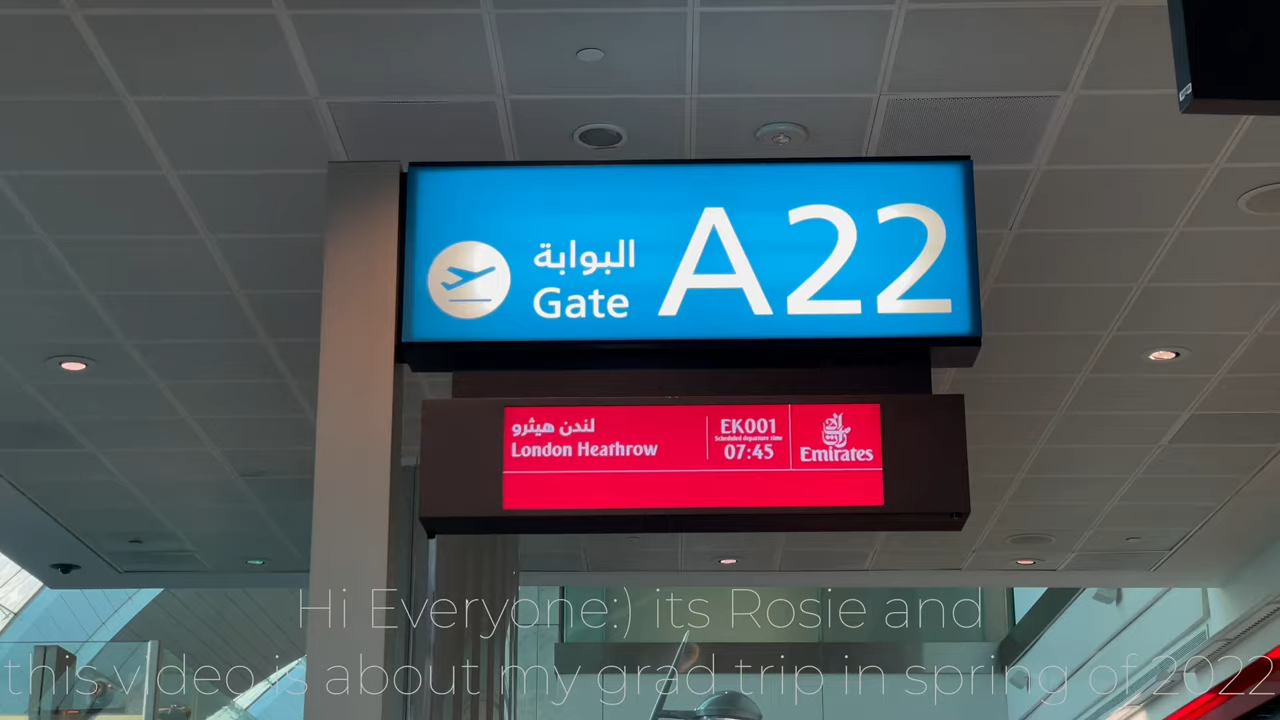 البوابة
Gate
A22
لندن هيثرو
London Heathrow
EK001
Scheduled departure time
07:45
Emirates
Hi Everyone:) its Rosie and
this video is about my grad trip in spring of 2022